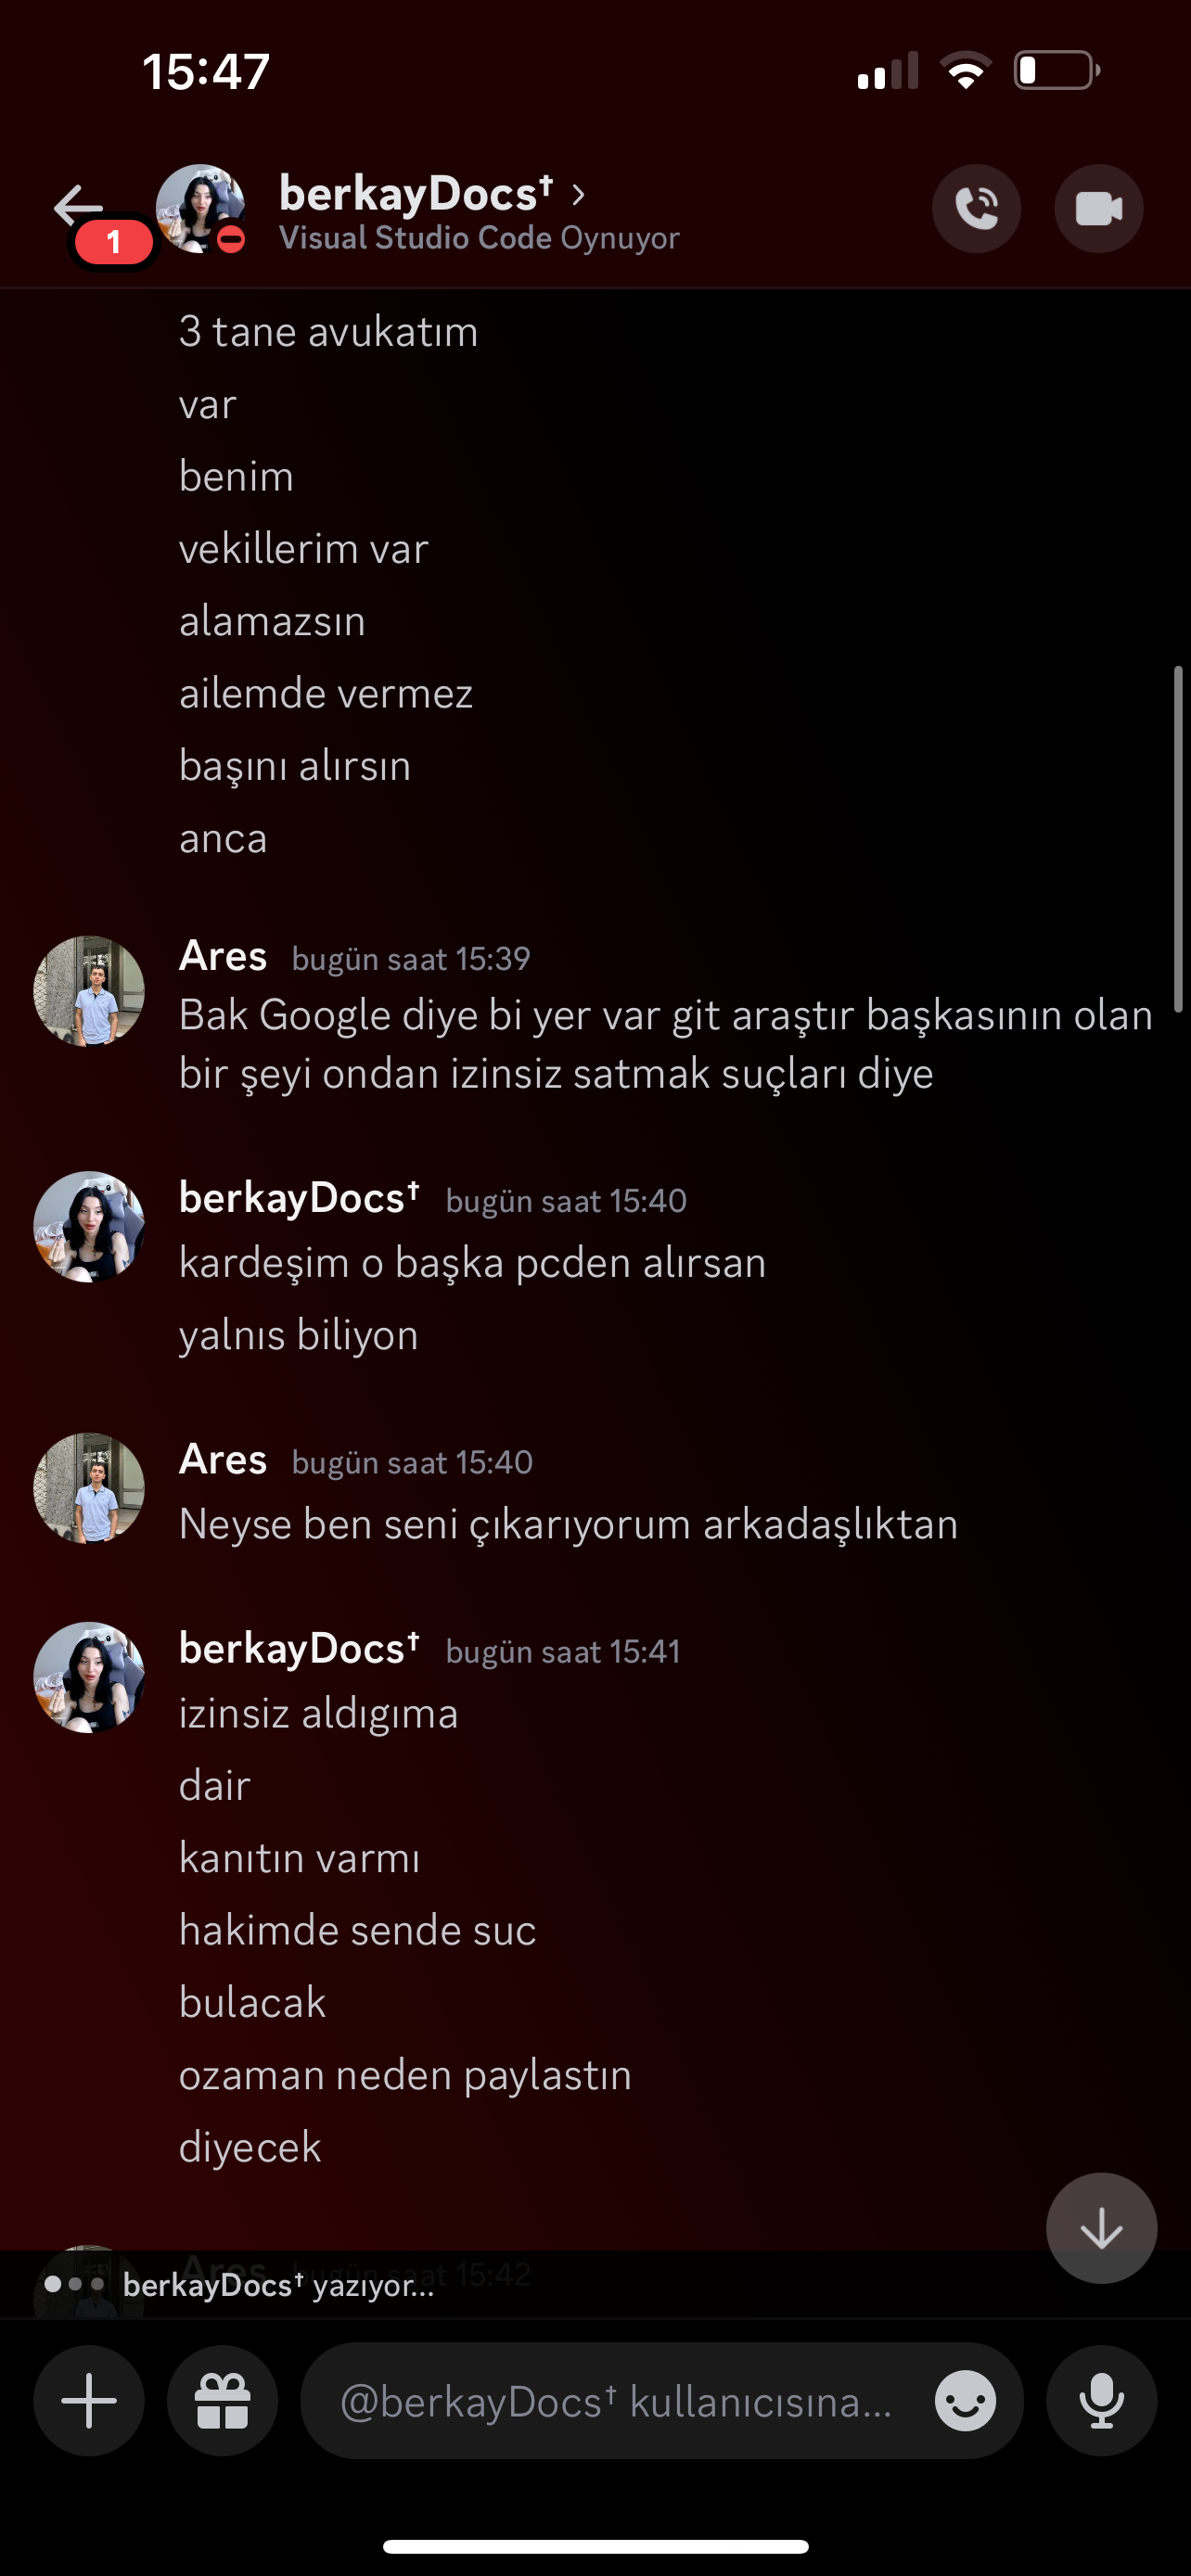 15:47
berkayDocs† ›
1
Visual Studio Code Oynuyor
3 tane avukatım
var
benim
vekillerim var
alamazsın
ailemde vermez
başını alırsın
anca
Ares bugün saat 15:39
Bak Google diye bi yer var git araştır başkasının olan
bir şeyi ondan izinsiz satmak suçları diye
berkayDocs† bugün saat 15:40
kardeşim o başka pcden alırsan
yalnıs biliyon
Ares bugün saat 15:40
Neyse ben seni çıkarıyorum arkadaşlıktan
berkayDocs† bugün saat 15:41
izinsiz aldıgıma
dair
kanıtın varmı
hakimde sende suc
bulacak
ozaman neden paylastın
diyecek
Ares bugün saat 15:42
berkayDocs† yazıyor...
@berkayDocs† kullanıcısına...